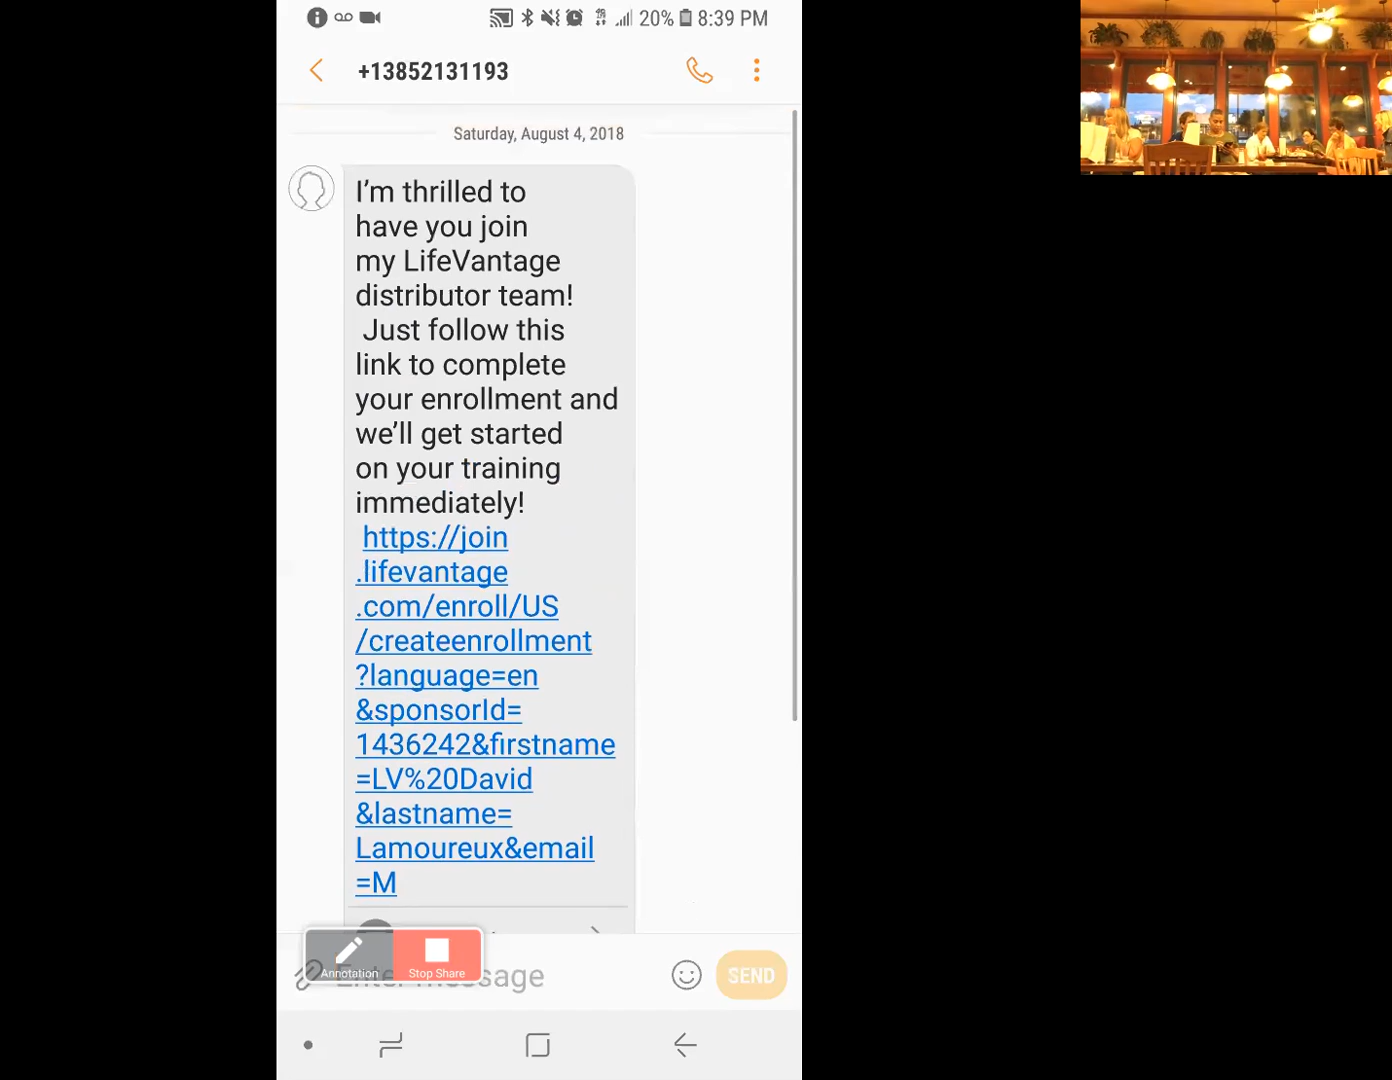 20% 8:39 PM
+13852131193
Saturday, August 4, 2018
I'm thrilled to
have you join
my LifeVantage
distributor team!
Just follow this
link to complete
your enrollment and
we'll get started
on your training
immediately!
https://join
.lifevantage
.com/enroll/US
/createenrollment
?language=en
&sponsorId=
1436242&firstname
=LV%20David
&lastname=
Lamoureux&email
=M
Annotation
Stop Share
Enter message
SEND